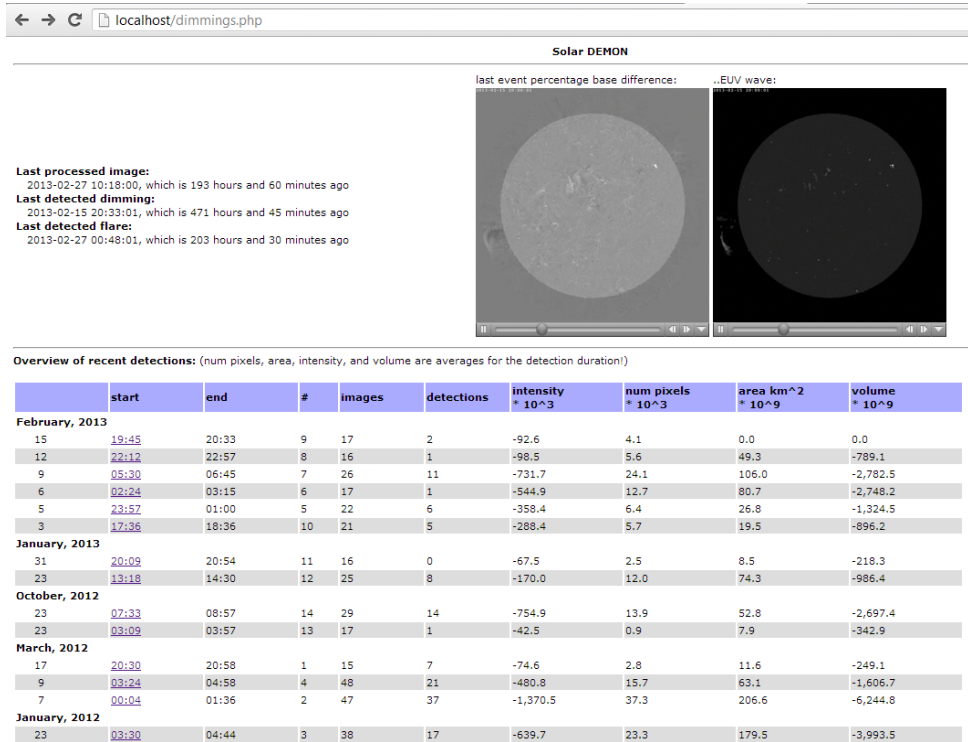 localhost/dimmings.php
Solar DEMON
last event percentage base difference: ..EUV wave:
Last processed image:
2013-02-27 10:18:00, which is 193 hours and 60 minutes ago
Last detected dimming:
2013-02-15 20:33:01, which is 471 hours and 45 minutes ago
Last detected flare:
2013-02-27 00:48:01, which is 203 hours and 30 minutes ago
Overview of recent detections: (num pixels, area, intensity, and volume are averages for the detection duration!)
start end # images detections intensity * 10^3 num pixels * 10^3 area km^2 * 10^9 volume * 10^9
February, 2013
15 19:45 20:33 9 17 2 -92.6 4.1 0.0 0.0
12 22:12 22:57 8 16 1 -98.5 5.6 49.3 -789.1
9 05:30 06:45 7 26 11 -731.7 24.1 106.0 -2,782.5
6 02:24 03:15 6 17 1 -544.9 12.7 80.7 -2,748.2
5 23:57 01:00 5 22 6 -358.4 6.4 26.8 -1,324.5
3 17:36 18:36 10 21 5 -288.4 5.7 19.5 -896.2
January, 2013
31 20:09 20:54 11 16 0 -67.5 2.5 8.5 -218.3
23 13:18 14:30 12 25 8 -170.0 12.0 74.3 -986.4
October, 2012
23 07:33 08:57 14 29 14 -754.9 13.9 52.8 -2,697.4
23 03:09 03:57 13 17 1 -42.5 0.9 7.9 -342.9
March, 2012
17 20:30 20:58 1 15 7 -74.6 2.8 11.6 -249.1
9 03:24 04:58 4 48 21 -480.8 15.7 63.1 -1,606.7
7 00:04 01:36 2 47 37 -1,370.5 37.3 206.6 -6,244.8
January, 2012
23 03:30 04:44 3 38 17 -639.7 23.3 179.5 -3,993.5